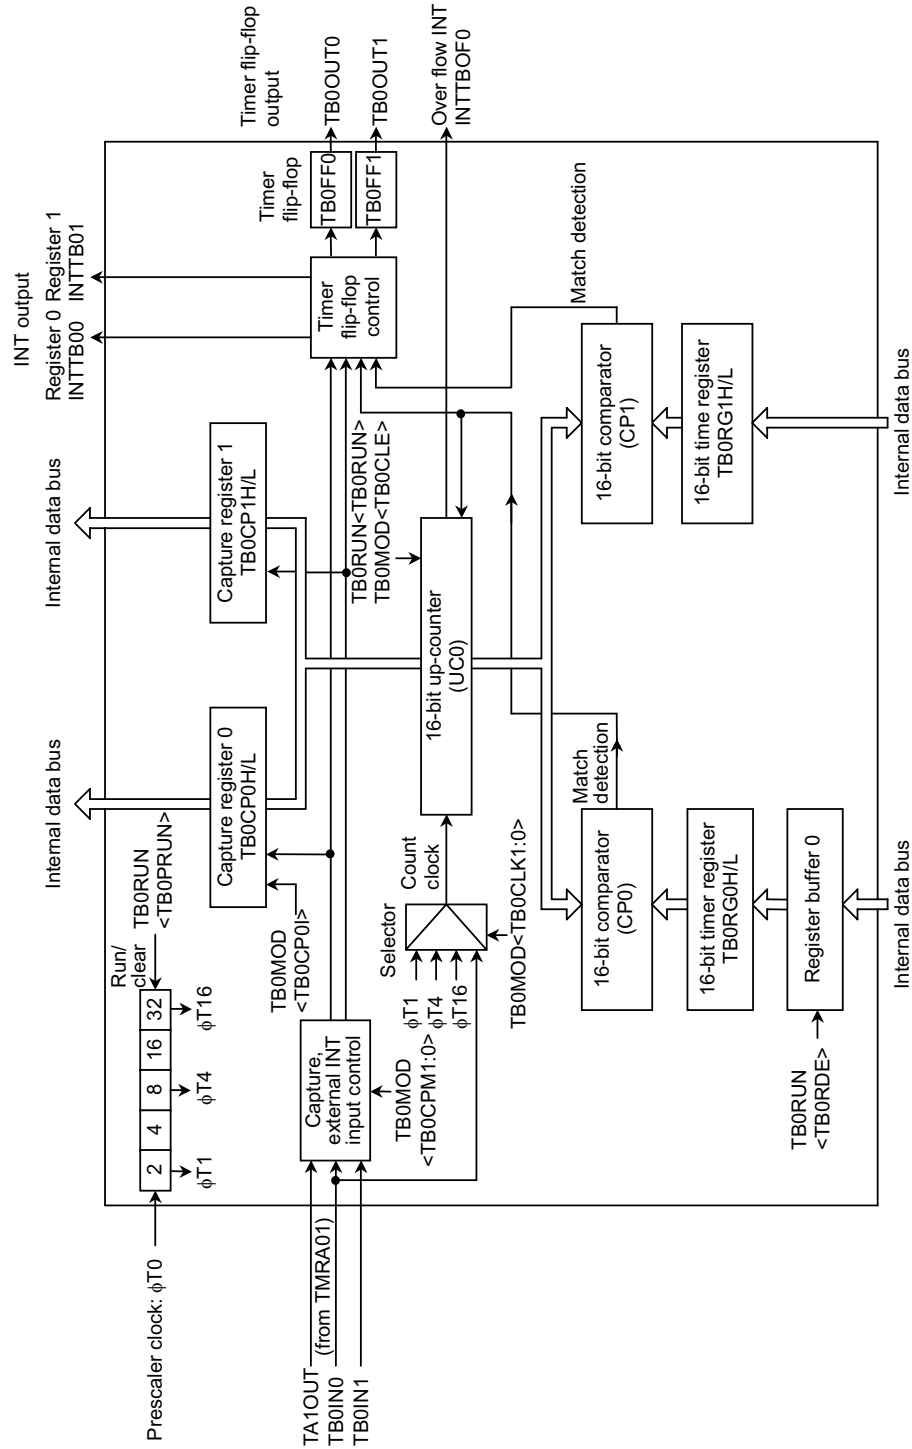 Prescaler clock: ϕT0
2 4 8 16 32
ϕT1
ϕT4
ϕT16
Run/
clear
TB0RUN
<TB0PRUN>
Internal data bus
Internal data bus
INT output
Register 0
INTTB00
Register 1
INTTB01
Timer flip-flop
output
TA1OUT
(from TMRA01)
TB0IN0
TB0IN1
Capture,
external INT
input control
TB0MOD
<TB0CPM1:0>
TB0MOD
<TB0CP0I>
Capture register 0
TB0CP0H/L
Capture register 1
TB0CP1H/L
TB0RUN<TB0RUN>
TB0MOD<TB0CLE>
Timer
flip-flop
control
Timer
flip-flop
TB0FF0
TB0FF1
TB0OUT0
TB0OUT1
Over flow INT
INTTBOF0
Selector
ϕT1
ϕT4
ϕT16
TB0MOD<TB0CLK1:0>
Count
clock
16-bit up-counter
(UC0)
Match
detection
Match detection
16-bit comparator
(CP0)
16-bit comparator
(CP1)
16-bit timer register
TB0RG0H/L
16-bit time register
TB0RG1H/L
Register buffer 0
TB0RUN
<TB0RDE>
Internal data bus
Internal data bus